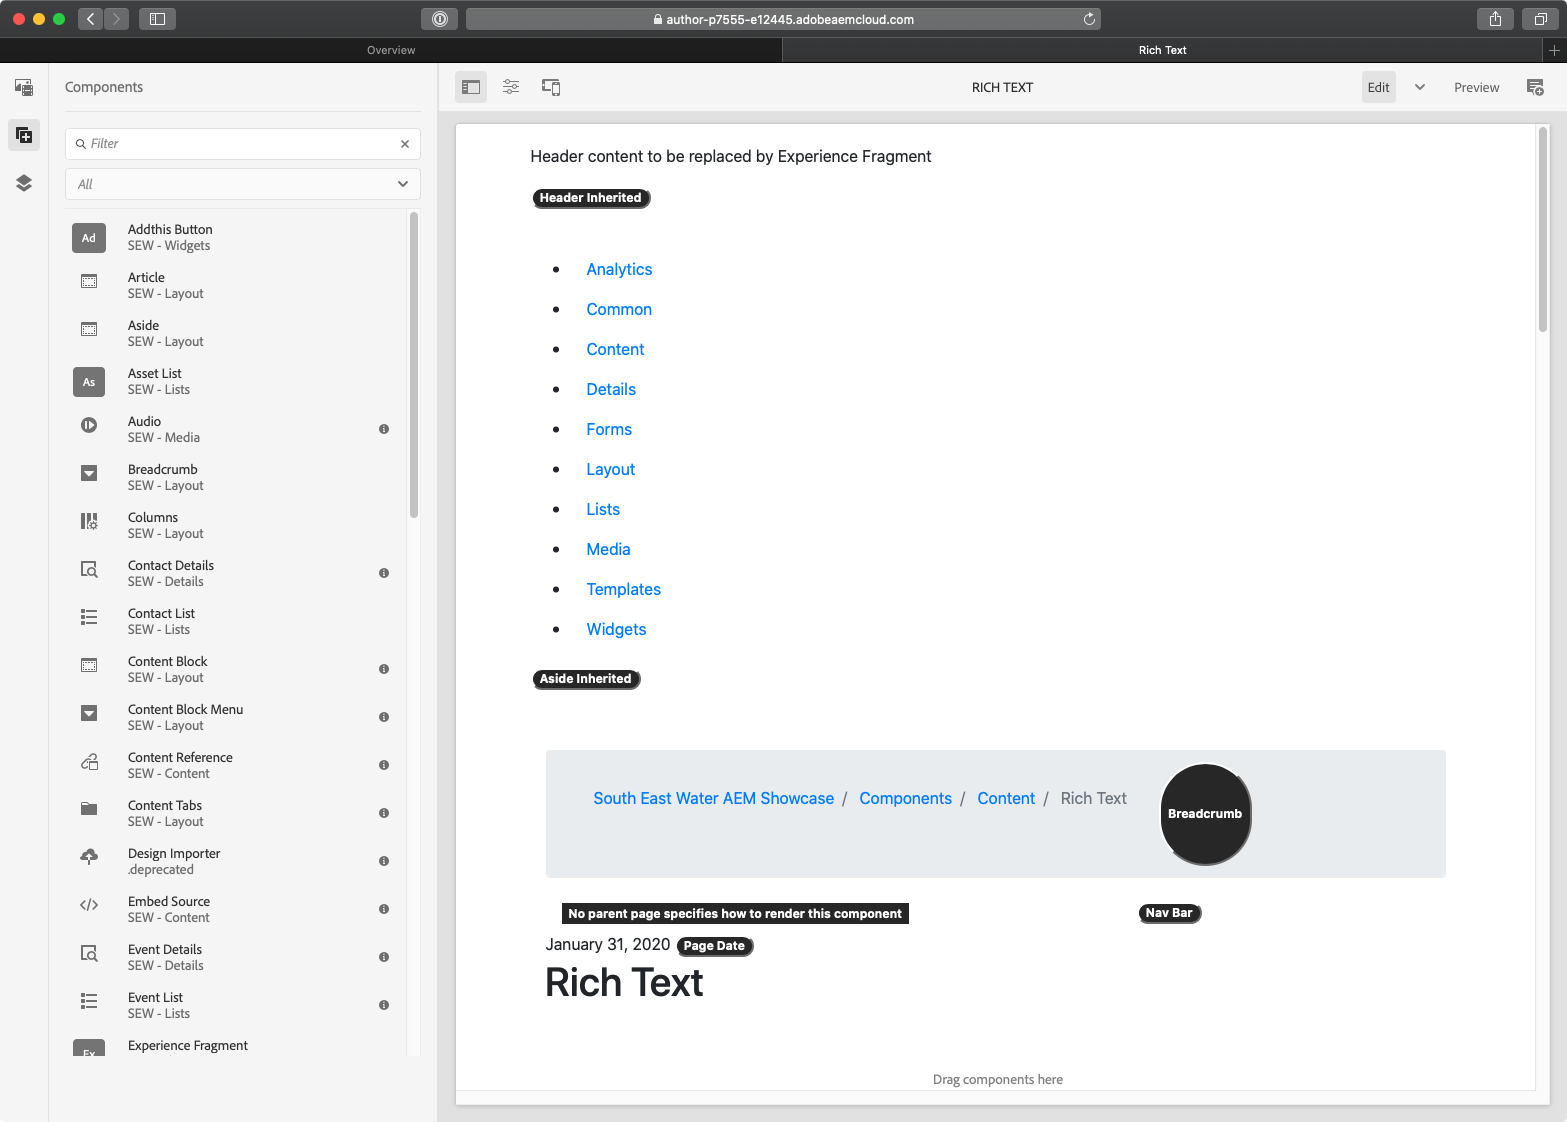 author-p7555-e12445.adobeaemcloud.com
Overview
Rich Text
Components
Filter
All
Ad
Addthis Button
SEW - Widgets
Article
SEW - Layout
Aside
SEW - Layout
As
Asset List
SEW - Lists
Audio
SEW - Media
Breadcrumb
SEW - Layout
Columns
SEW - Layout
Contact Details
SEW - Details
Contact List
SEW - Lists
Content Block
SEW - Layout
Content Block Menu
SEW - Layout
Content Reference
SEW - Content
Content Tabs
SEW - Layout
Design Importer
.deprecated
Embed Source
SEW - Content
Event Details
SEW - Details
Event List
SEW - Lists
Ex
Experience Fragment
RICH TEXT
Edit
Preview
Header content to be replaced by Experience Fragment
Header Inherited
Analytics
Common
Content
Details
Forms
Layout
Lists
Media
Templates
Widgets
Aside Inherited
South East Water AEM Showcase / Components / Content / Rich Text
Breadcrumb
No parent page specifies how to render this component
Nav Bar
January 31, 2020 Page Date
Rich Text
Drag components here